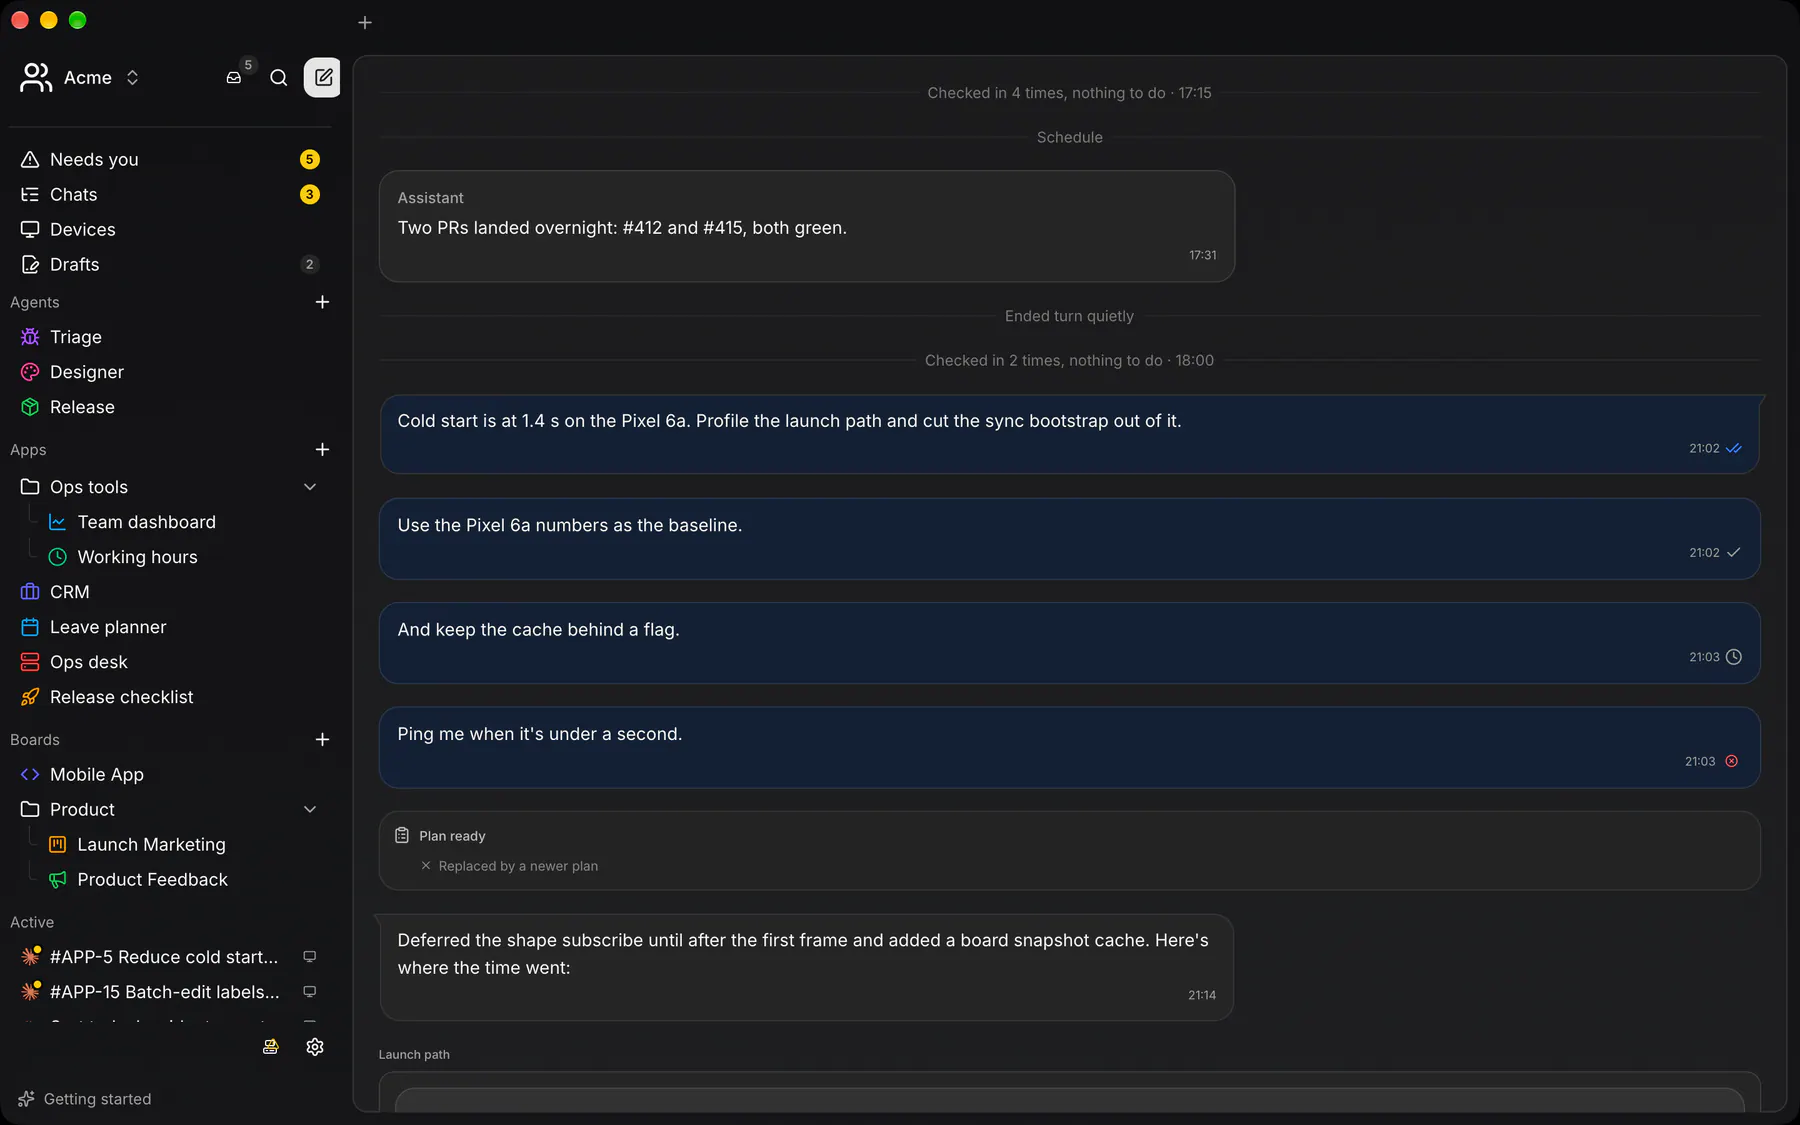 Acme
5
Needs you
5
Chats
3
Devices
Drafts
2
Agents
Triage
Designer
Release
Apps
Ops tools
Team dashboard
Working hours
CRM
Leave planner
Ops desk
Release checklist
Boards
Mobile App
Product
Launch Marketing
Product Feedback
Active
#APP-5 Reduce cold start...
#APP-15 Batch-edit labels...
Getting started
Checked in 4 times, nothing to do · 17:15
Schedule
Assistant
Two PRs landed overnight: #412 and #415, both green.
17:31
Ended turn quietly
Checked in 2 times, nothing to do · 18:00
Cold start is at 1.4 s on the Pixel 6a. Profile the launch path and cut the sync bootstrap out of it.
21:02
Use the Pixel 6a numbers as the baseline.
21:02
And keep the cache behind a flag.
21:03
Ping me when it's under a second.
21:03
Plan ready
Replaced by a newer plan
Deferred the shape subscribe until after the first frame and added a board snapshot cache. Here's
where the time went:
21:14
Launch path